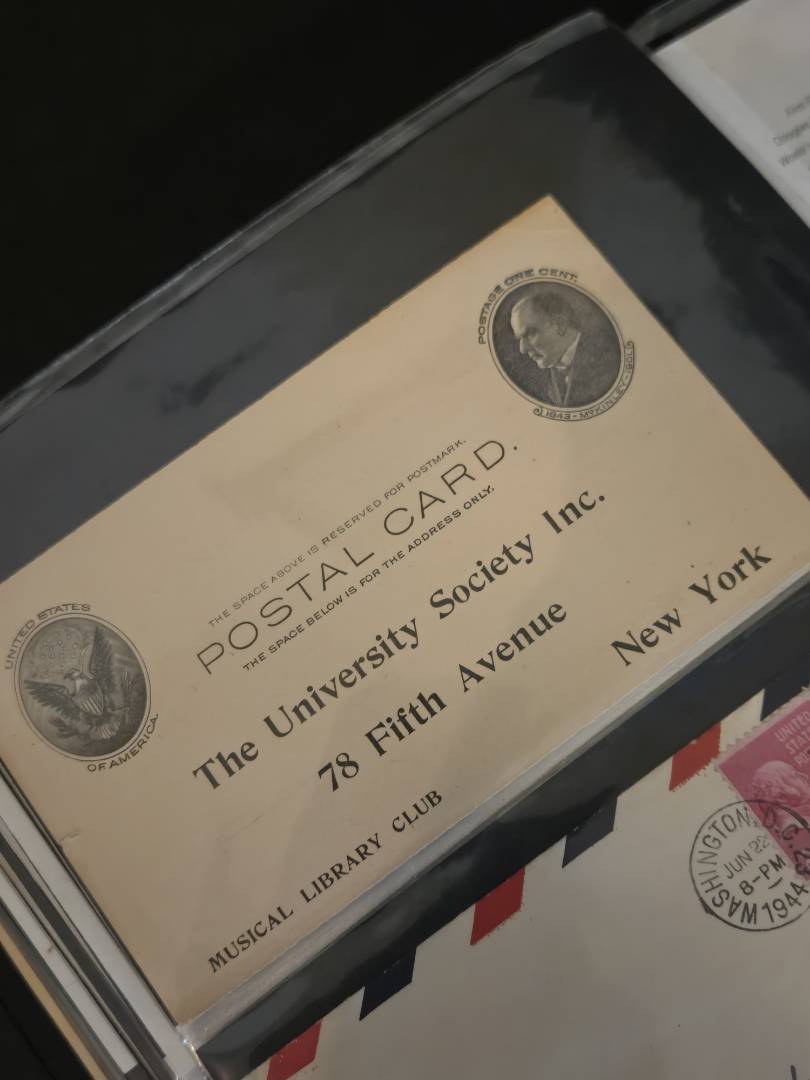 POSTAGE ONE CENT.
1843 - McKINLEY - 1901.
THE SPACE ABOVE IS RESERVED FOR POSTMARK.
POSTAL CARD.
THE SPACE BELOW IS FOR THE ADDRESS ONLY.
UNITED STATES
OF AMERICA.
The University Society Inc.
78 Fifth Avenue
New York
MUSICAL LIBRARY CLUB
UNITED
WASHINGTON, D.C.
JUN 22
8-PM
1944